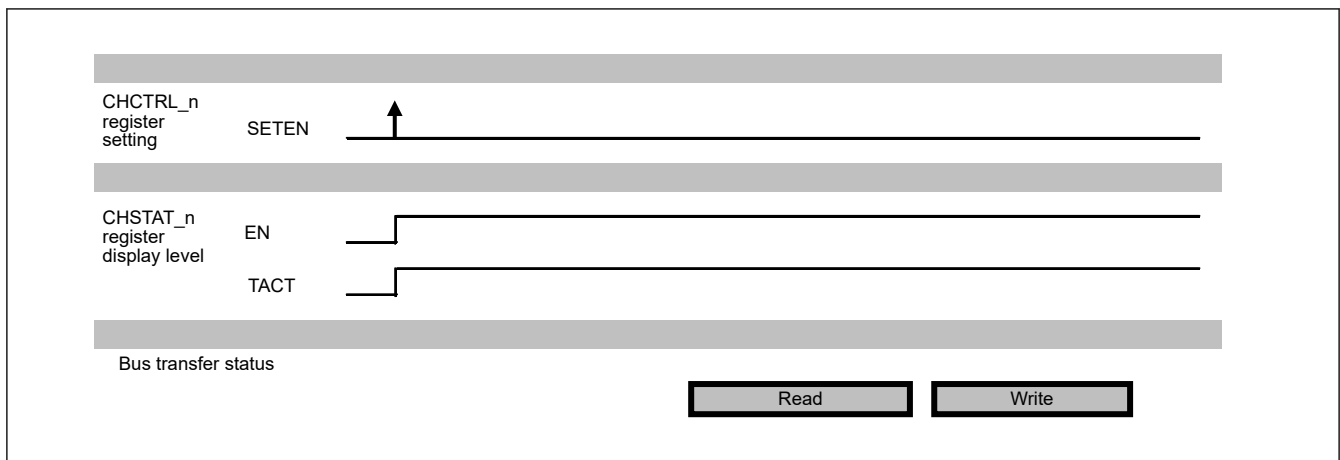 CHCTRL_n
register
setting
SETEN
CHSTAT_n
register
display level
EN
TACT
Bus transfer status
Read
Write